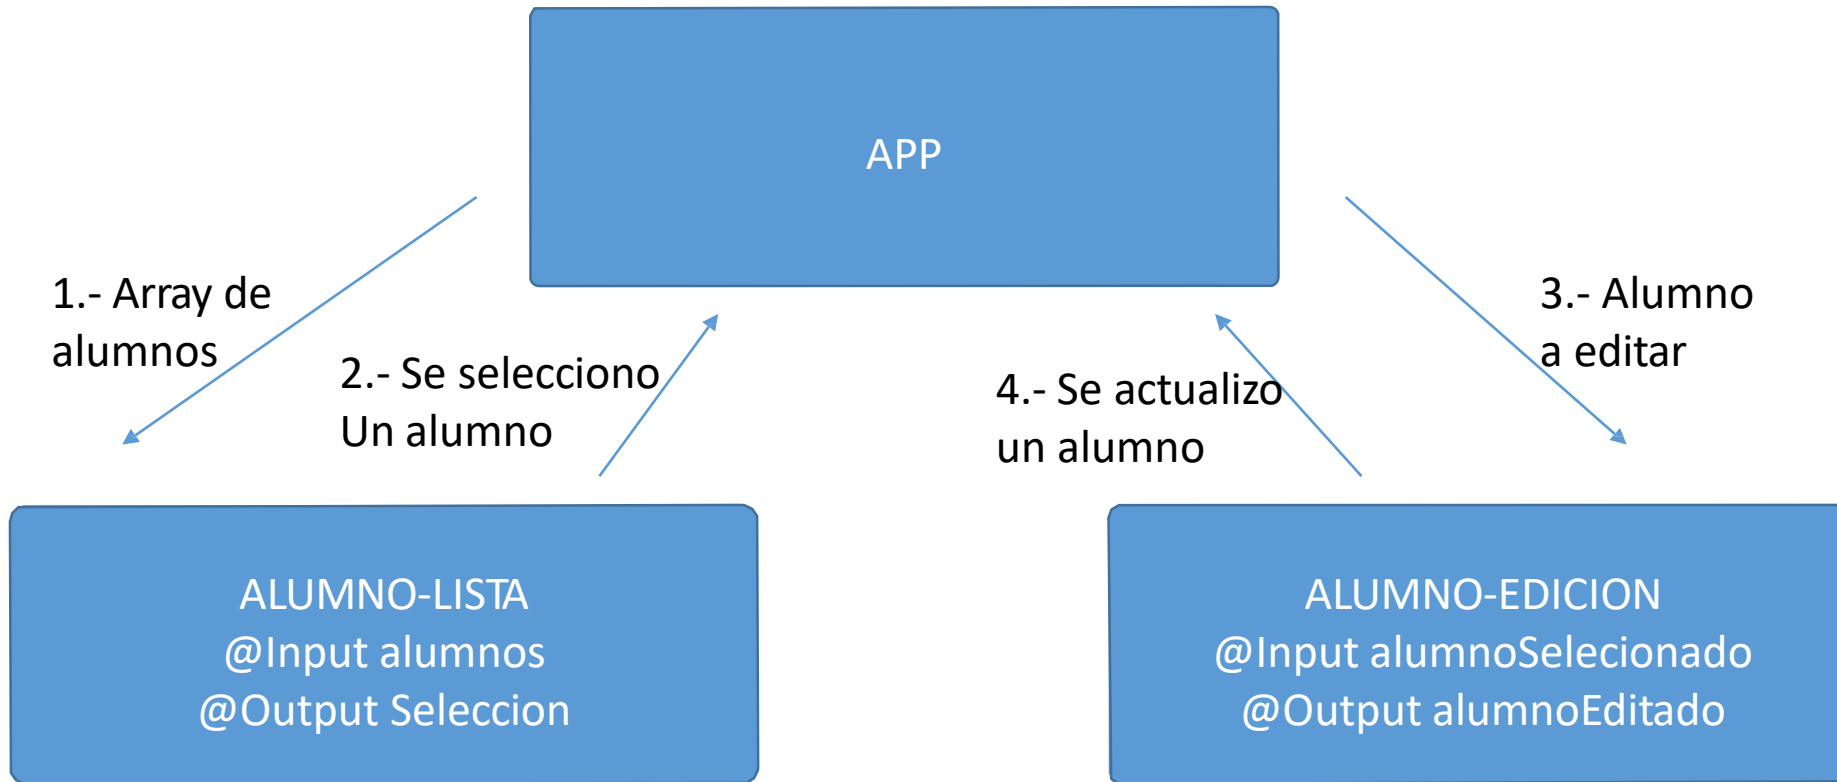 APP
1.- Array de
alumnos
2.- Se selecciono
Un alumno
4.- Se actualizo
un alumno
3.- Alumno
a editar
ALUMNO-LISTA
@Input alumnos
@Output Seleccion
ALUMNO-EDICION
@Input alumnoSelecionado
@Output alumnoEditado